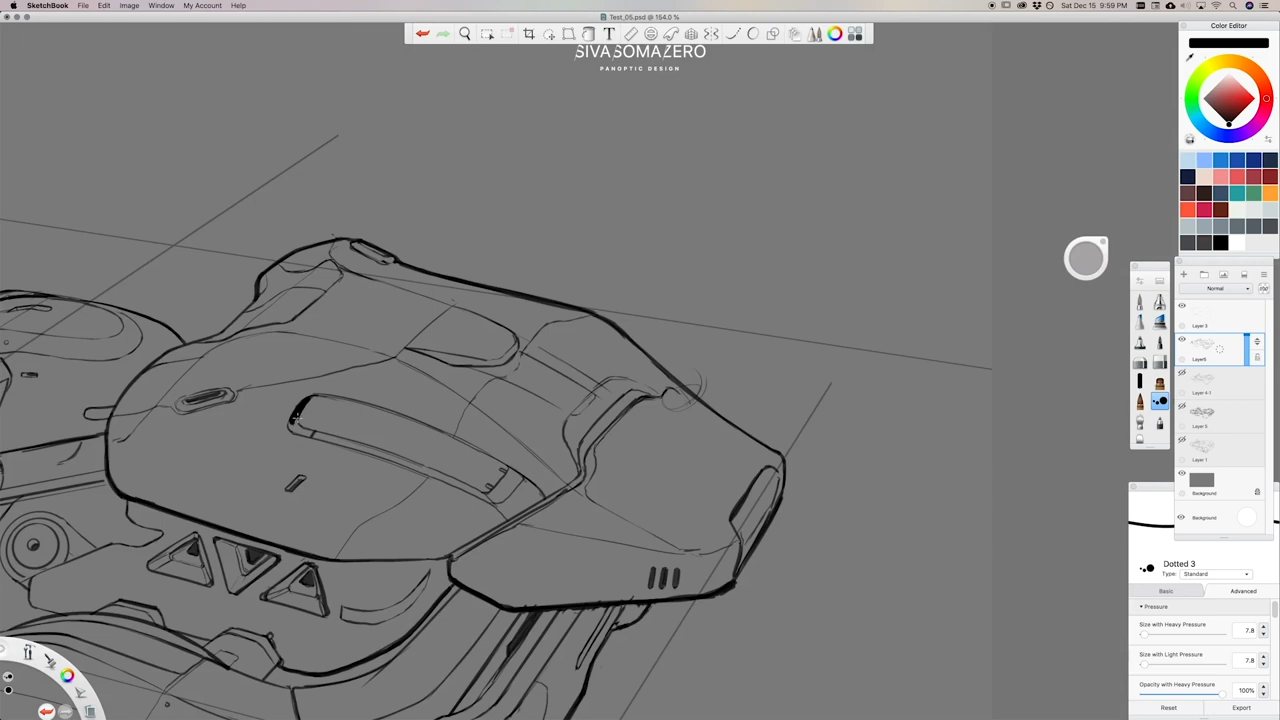 SketchBook File Edit Image Window My Account Help
Sat Dec 15 9:59 PM
Test_05.psd @ 154.0 %
SIVASOMAZERO
PANOPTIC DESIGN
Color Editor
Normal
Layer 3
Layer6
Layer 4-1
Layer 5
Layer 1
Background
Background
Dotted 3
Type: Standard
Basic Advanced
Pressure
Size with Heavy Pressure 7.8
Size with Light Pressure 7.8
Opacity with Heavy Pressure 100%
Reset Export